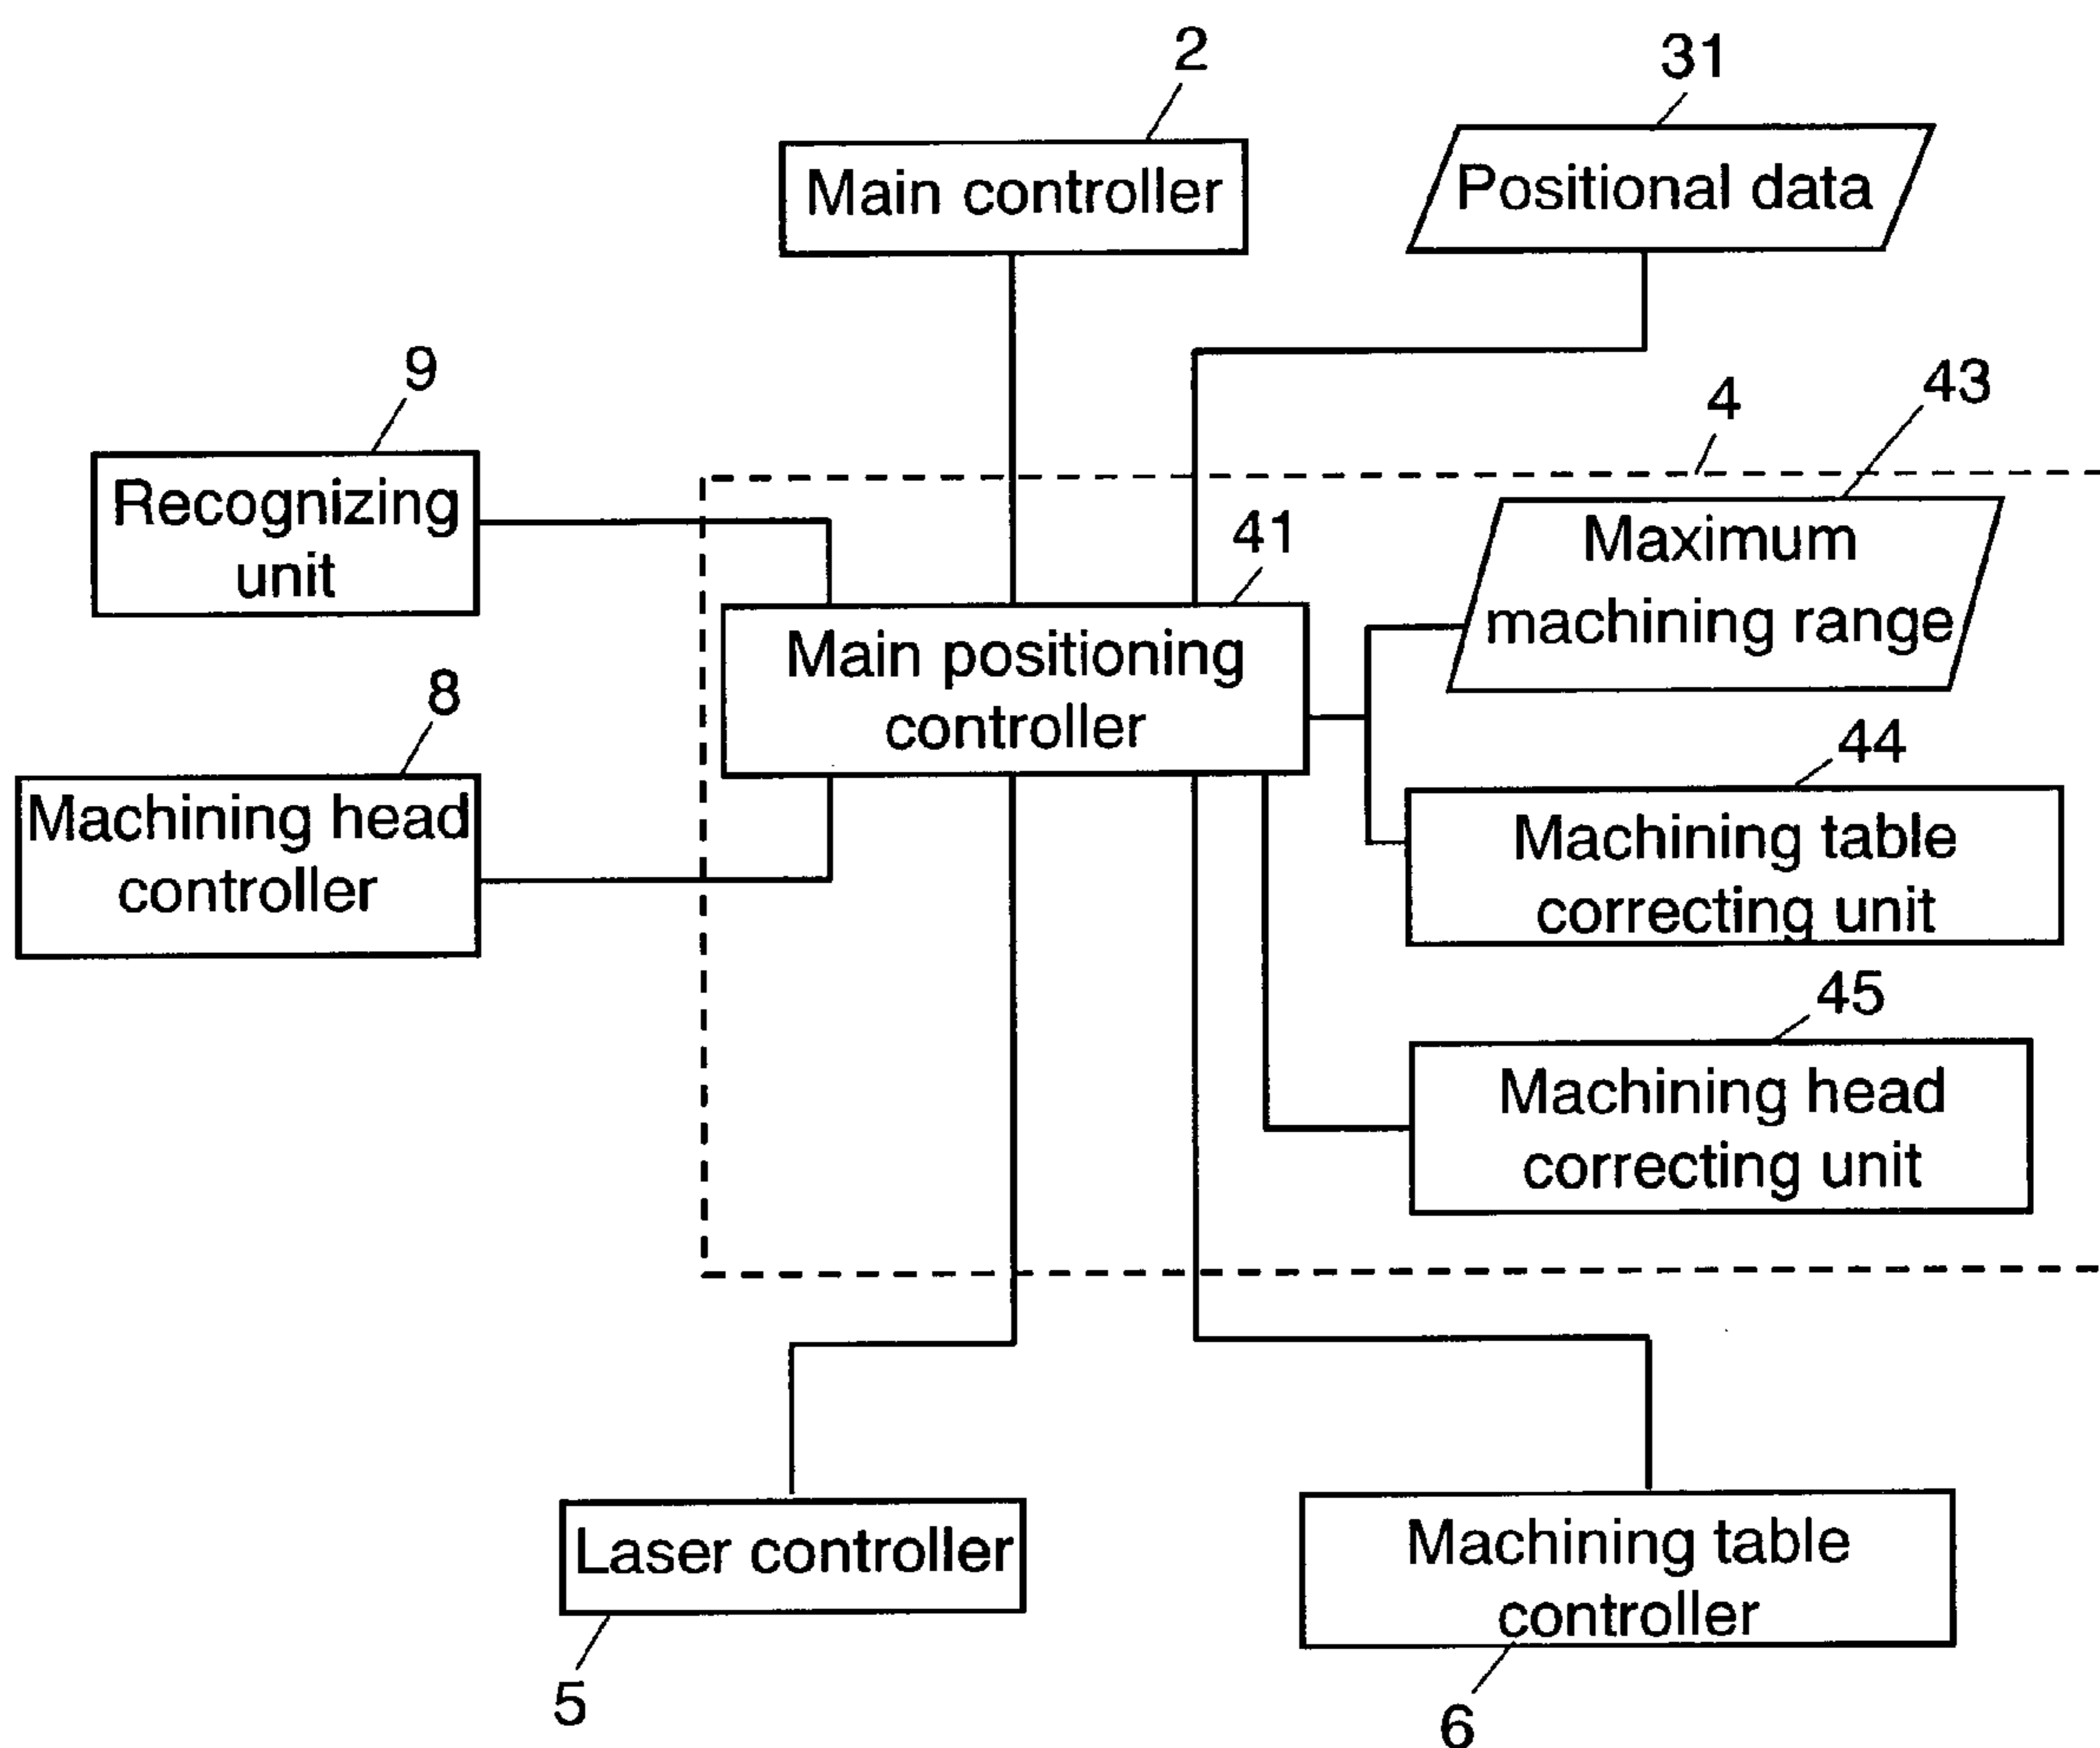 2
31
Main controller
Positional data
9
4
43
Recognizing
unit
41
Maximum
machining range
Main positioning
controller
8
44
Machining head
controller
Machining table
correcting unit
45
Machining head
correcting unit
Laser controller
Machining table
controller
5
6